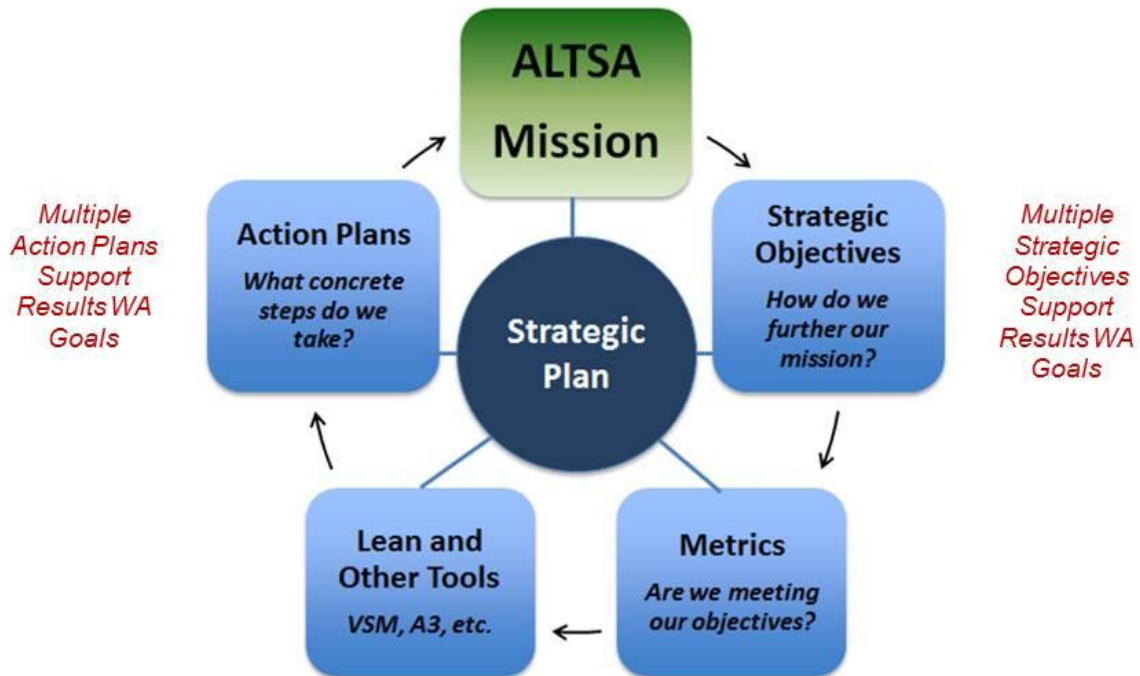 ALTSA
Mission
Multiple
Action Plans
Support
Results WA
Goals
Action Plans
What concrete
steps do we
take?
Strategic
Plan
Strategic
Objectives
How do we
further our
mission?
Multiple
Strategic
Objectives
Support
Results WA
Goals
Lean and
Other Tools
VSM, A3, etc.
Metrics
Are we meeting
our objectives?